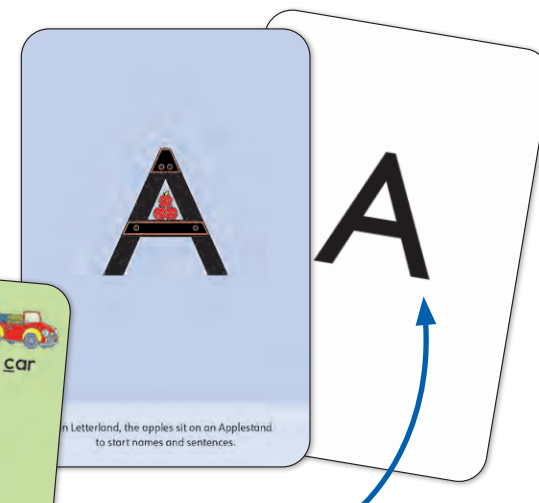 A
A
car
n Letterland, the apples sit on an Applestand
to start names and sentences.